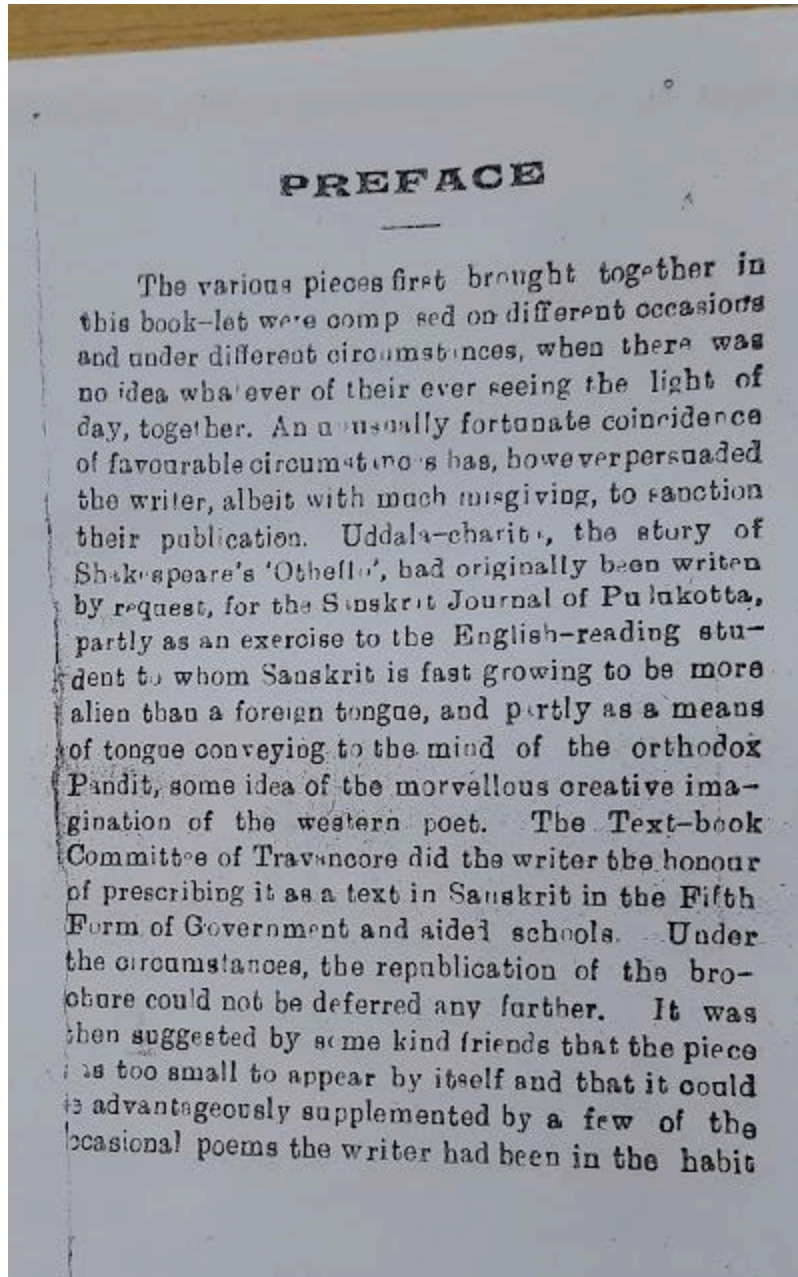 PREFACE
The various pieces first brought together in
this book-let were composed on different occasions
and under different circumstances, when there was
no idea whatever of their ever seeing the light of
day, together. An unusually fortunate coincidence
of favourable circumstances has, however persuaded
the writer, albeit with much misgiving, to sanction
their publication. Uddala-charita, the story of
Shakespeare's 'Othello', had originally been writen
by request, for the Sanskrit Journal of Pudukotta,
partly as an exercise to the English-reading stu-
dent to whom Sanskrit is fast growing to be more
alien than a foreign tongue, and partly as a means
of tongue conveying to the mind of the orthodox
Pandit, some idea of the morvellous creative ima-
gination of the western poet. The Text-book
Committee of Travancore did the writer the honour
of prescribing it as a text in Sanskrit in the Fifth
Form of Government and aided schools. Under
the circumstances, the republication of the bro-
chure could not be deferred any further. It was
then suggested by some kind friends that the piece
was too small to appear by itself and that it could
be advantageously supplemented by a few of the
occasional poems the writer had been in the habit